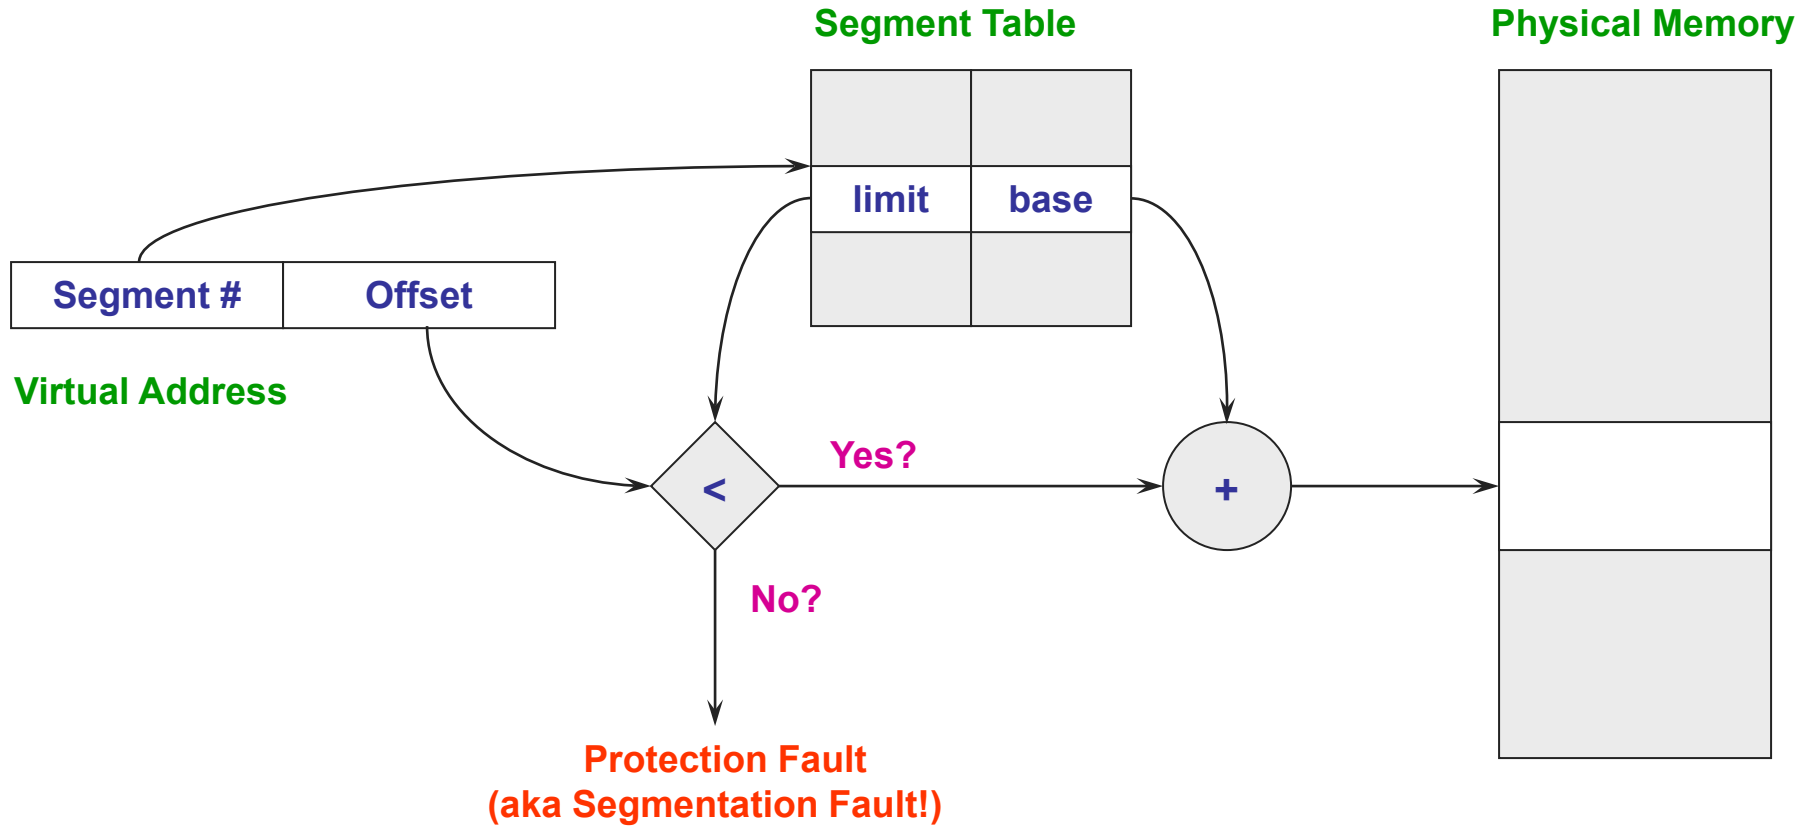 Segment Table
Physical Memory
limit
base
Segment #
Offset
Virtual Address
<
Yes?
+
No?
Protection Fault
(aka Segmentation Fault!)